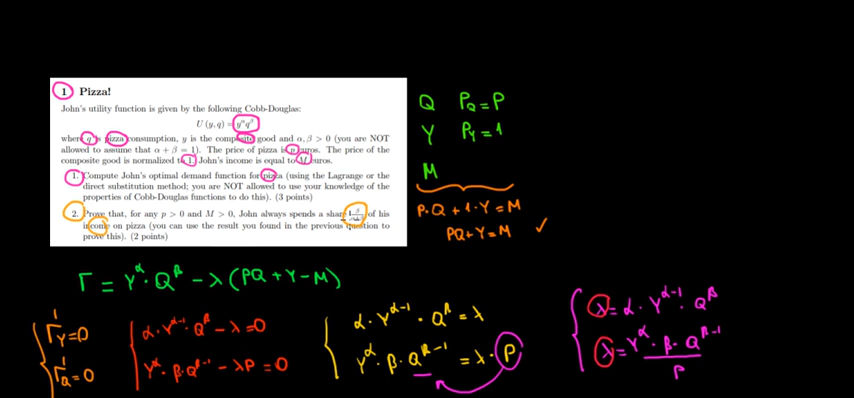 1 Pizza!
John's utility function is given by the following Cobb-Douglas:
U (y, q) = y^α q^β
where q is pizza consumption, y is the composite good and α, β > 0 (you are NOT
allowed to assume that α + β = 1). The price of pizza is p euros. The price of the
composite good is normalized to 1. John's income is equal to M euros.
1. Compute John's optimal demand function for pizza (using the Lagrange or the
direct substitution method; you are NOT allowed to use your knowledge of the
properties of Cobb-Douglas functions to do this). (3 points)
2. Prove that, for any p > 0 and M > 0, John always spends a share of his
income on pizza (you can use the result you found in the previous question to
prove this). (2 points)
Q P_Q = P
Y P_Y = 1
M
P·Q + 1·Y = M
PQ + Y = M ✓
Γ = Y^α · Q^β − λ (PQ + Y − M)
Γ'_Y = 0
Γ'_Q = 0
α · Y^α-1 · Q^β − λ = 0
Y^α · β · Q^β-1 − λP = 0
α · Y^α-1 · Q^β = λ
Y^α · β · Q^β-1 = λ · P
λ = α · Y^α-1 · Q^β
λ = Y^α · β · Q^β-1 / P